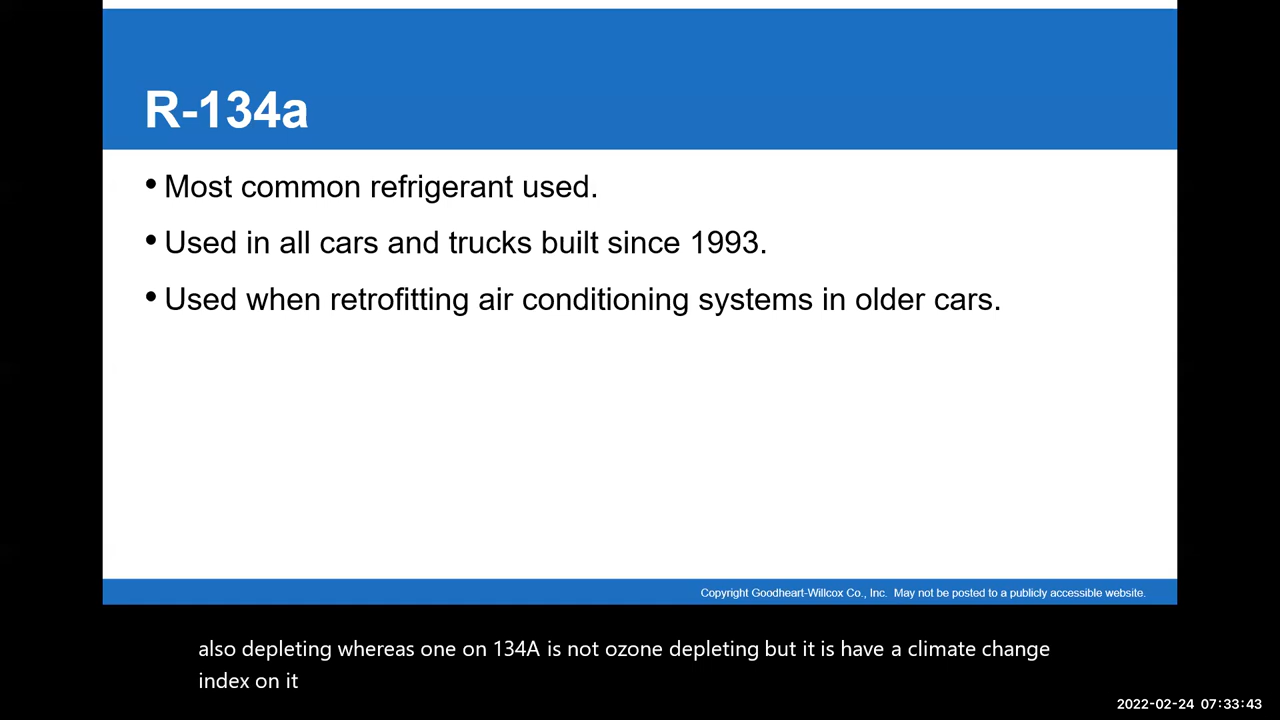 R-134a
• Most common refrigerant used.
• Used in all cars and trucks built since 1993.
• Used when retrofitting air conditioning systems in older cars.
Copyright Goodheart-Willcox Co., Inc.  May not be posted to a publicly accessible website.
also depleting whereas one on 134A is not ozone depleting but it is have a climate change
index on it
2022-02-24 07:33:43